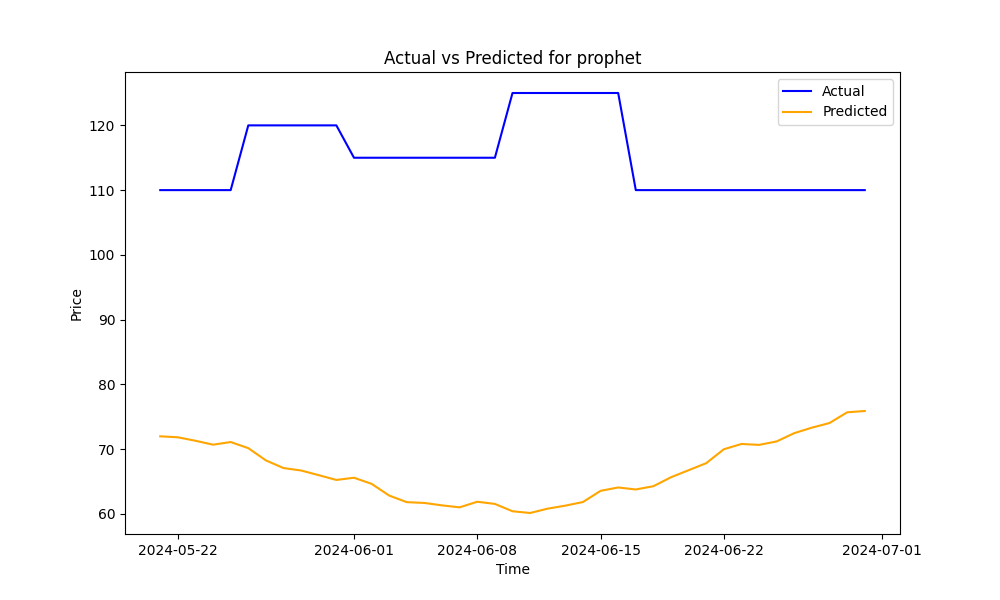 Actual vs Predicted for prophet
Actual
Predicted
Price
120
110
100
90
80
70
60
2024-05-22
2024-06-01
2024-06-08
2024-06-15
2024-06-22
2024-07-01
Time